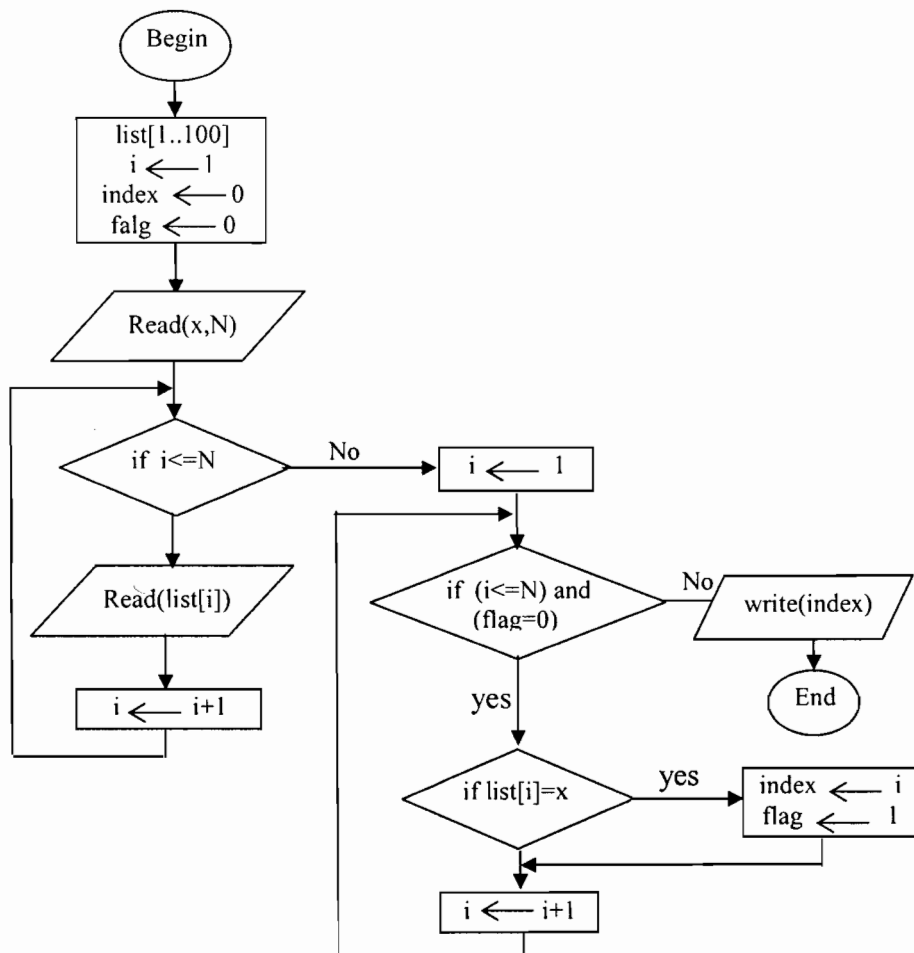 Begin
list[1..100]
i ← 1
index ← 0
falg ← 0
Read(x,N)
if i<=N
No
Read(list[i])
i ← i+1
i ← 1
if (i<=N) and
(flag=0)
No
write(index)
End
yes
if list[i]=x
yes
index ← i
flag ← 1
i ← i+1